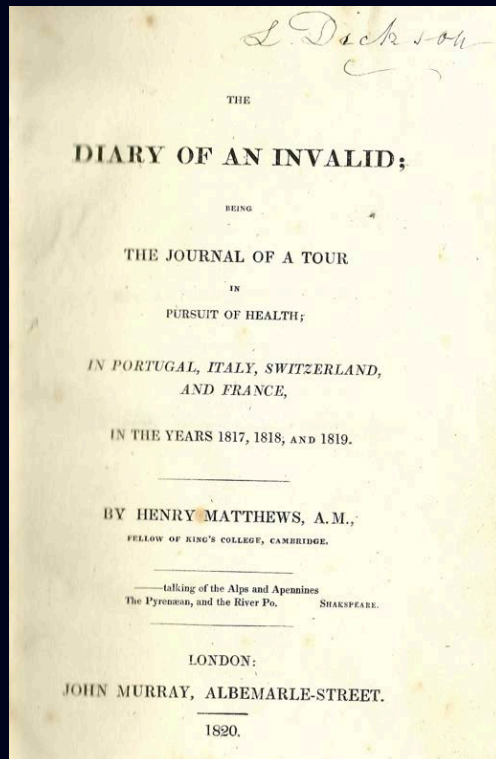 L. Dickson
THE
DIARY OF AN INVALID;
BEING
THE JOURNAL OF A TOUR
IN
PURSUIT OF HEALTH;
IN PORTUGAL, ITALY, SWITZERLAND,
AND FRANCE,
IN THE YEARS 1817, 1818, AND 1819.
BY HENRY MATTHEWS, A.M.,
FELLOW OF KING'S COLLEGE, CAMBRIDGE.
——talking of the Alps and Apennines
The Pyrenæan, and the River Po. SHAKSPEARE.
LONDON:
JOHN MURRAY, ALBEMARLE-STREET.
1820.